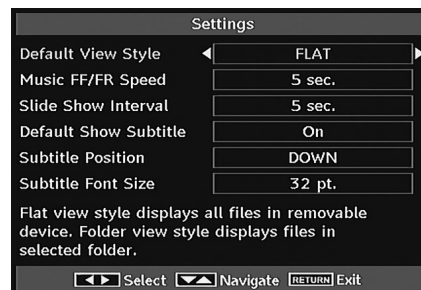 Settings
Default View Style FLAT
Music FF/FR Speed 5 sec.
Slide Show Interval 5 sec.
Default Show Subtitle On
Subtitle Position DOWN
Subtitle Font Size 32 pt.
Flat view style displays all files in removable
device. Folder view style displays files in
selected folder.
Select Navigate RETURN Exit